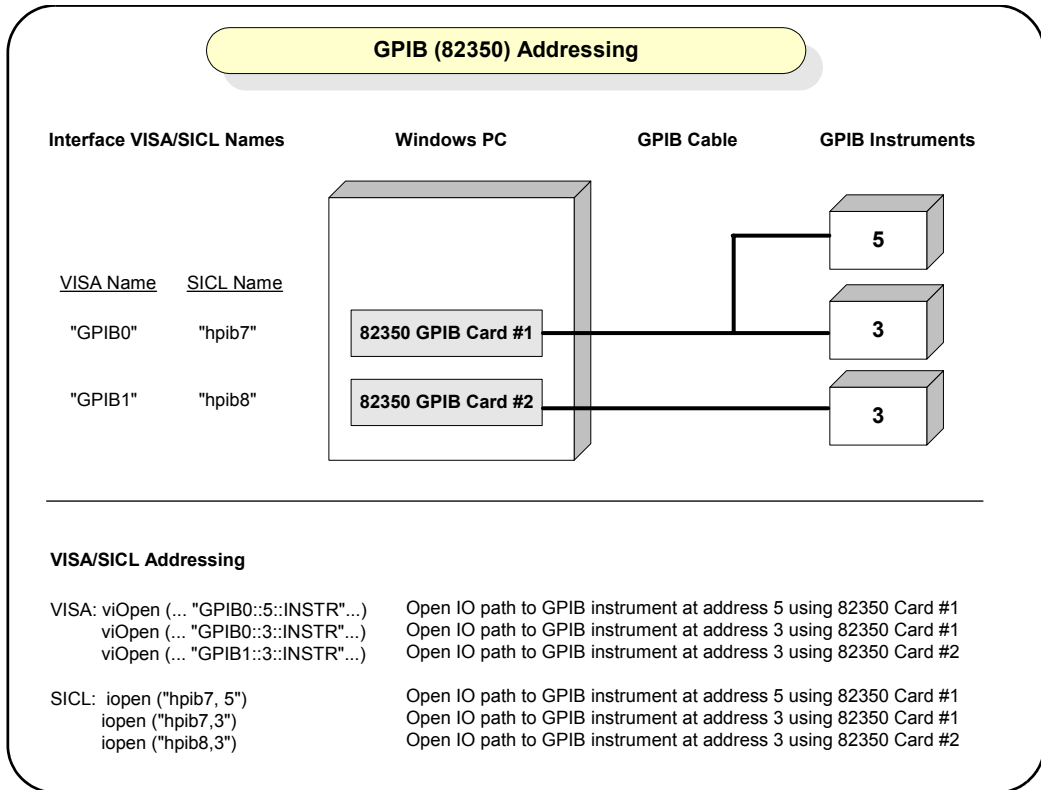 GPIB (82350) Addressing
Interface VISA/SICL Names
Windows PC
GPIB Cable
GPIB Instruments
5
VISA Name SICL Name
"GPIB0" "hpib7"
82350 GPIB Card #1
3
"GPIB1" "hpib8"
82350 GPIB Card #2
3
VISA/SICL Addressing
VISA: viOpen (... "GPIB0::5::INSTR"...) Open IO path to GPIB instrument at address 5 using 82350 Card #1
viOpen (... "GPIB0::3::INSTR"...) Open IO path to GPIB instrument at address 3 using 82350 Card #1
viOpen (... "GPIB1::3::INSTR"...) Open IO path to GPIB instrument at address 3 using 82350 Card #2
SICL: iopen ("hpib7, 5") Open IO path to GPIB instrument at address 5 using 82350 Card #1
iopen ("hpib7,3") Open IO path to GPIB instrument at address 3 using 82350 Card #1
iopen ("hpib8,3") Open IO path to GPIB instrument at address 3 using 82350 Card #2